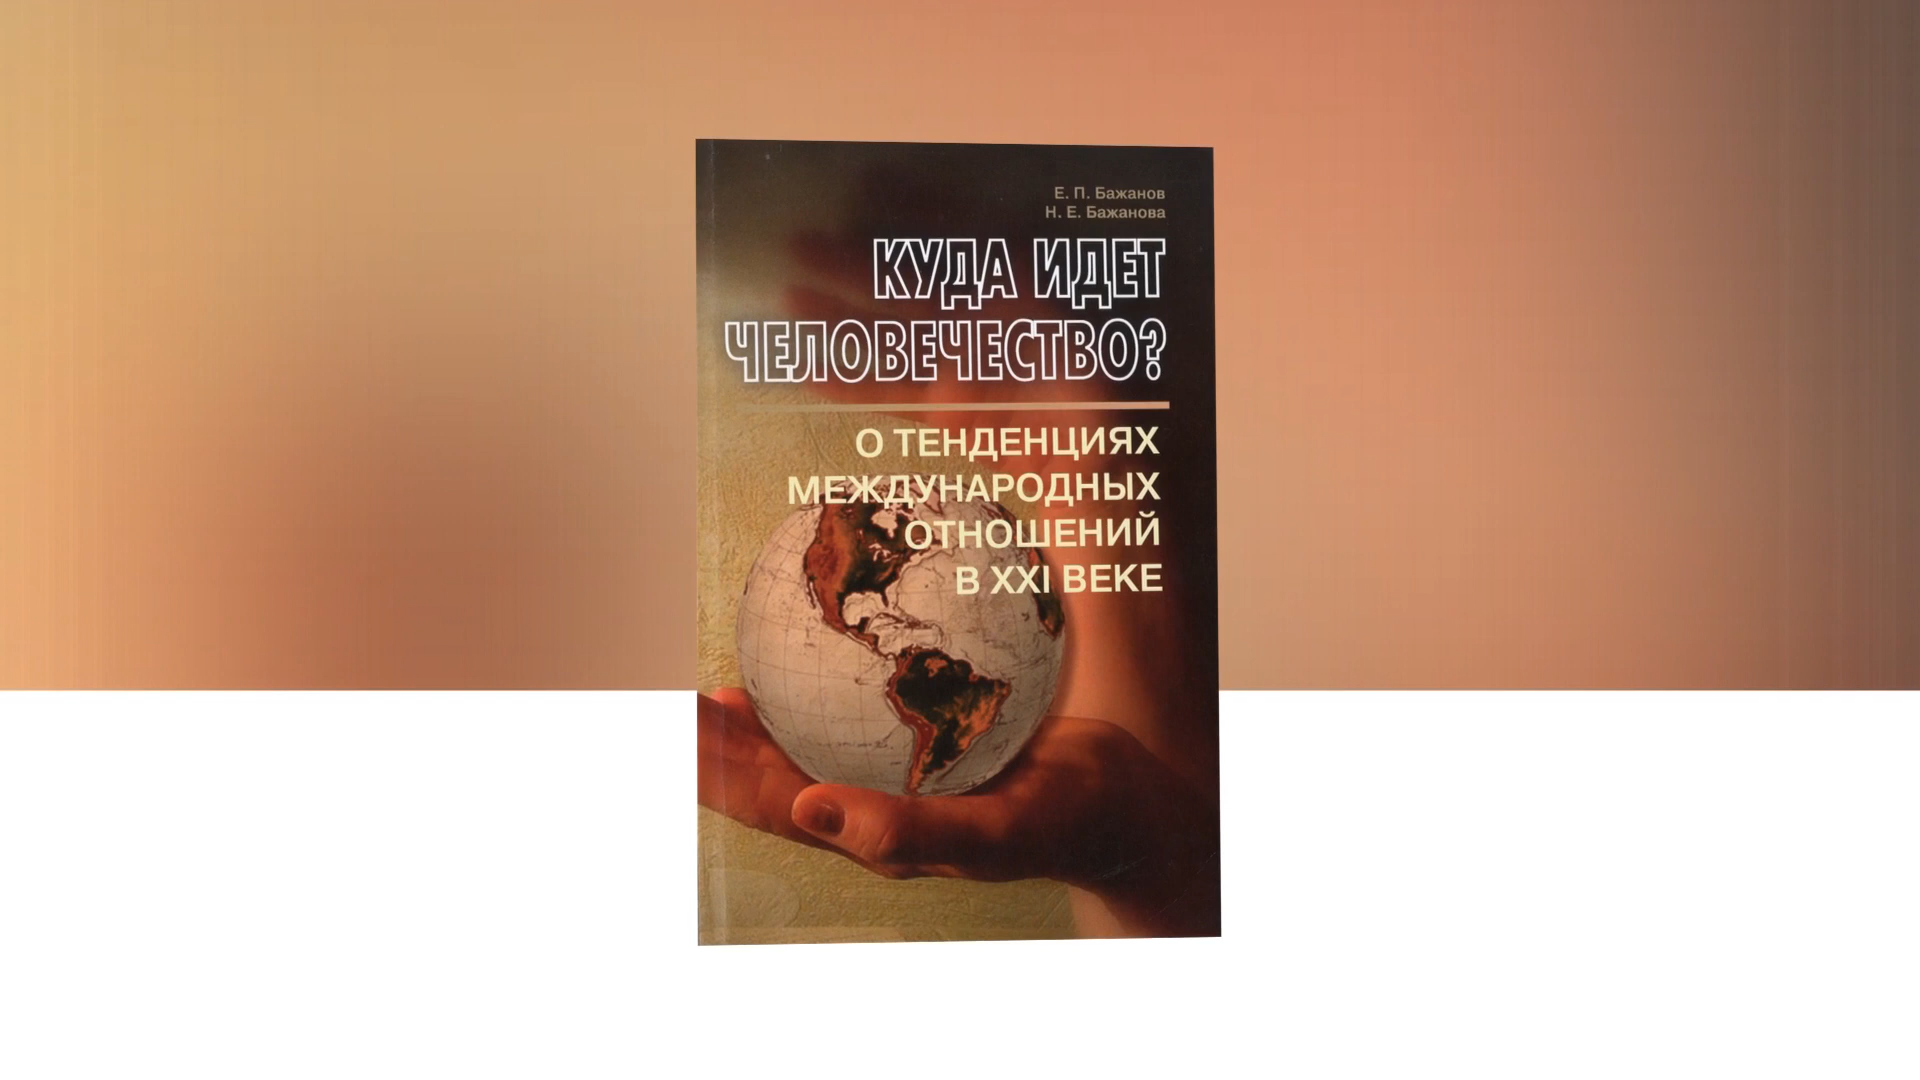 Е. П. Бажанов
Н. Е. Бажанова
КУДА ИДЕТ
ЧЕЛОВЕЧЕСТВО?
О ТЕНДЕНЦИЯХ
МЕЖДУНАРОДНЫХ
ОТНОШЕНИЙ
В XXI ВЕКЕ